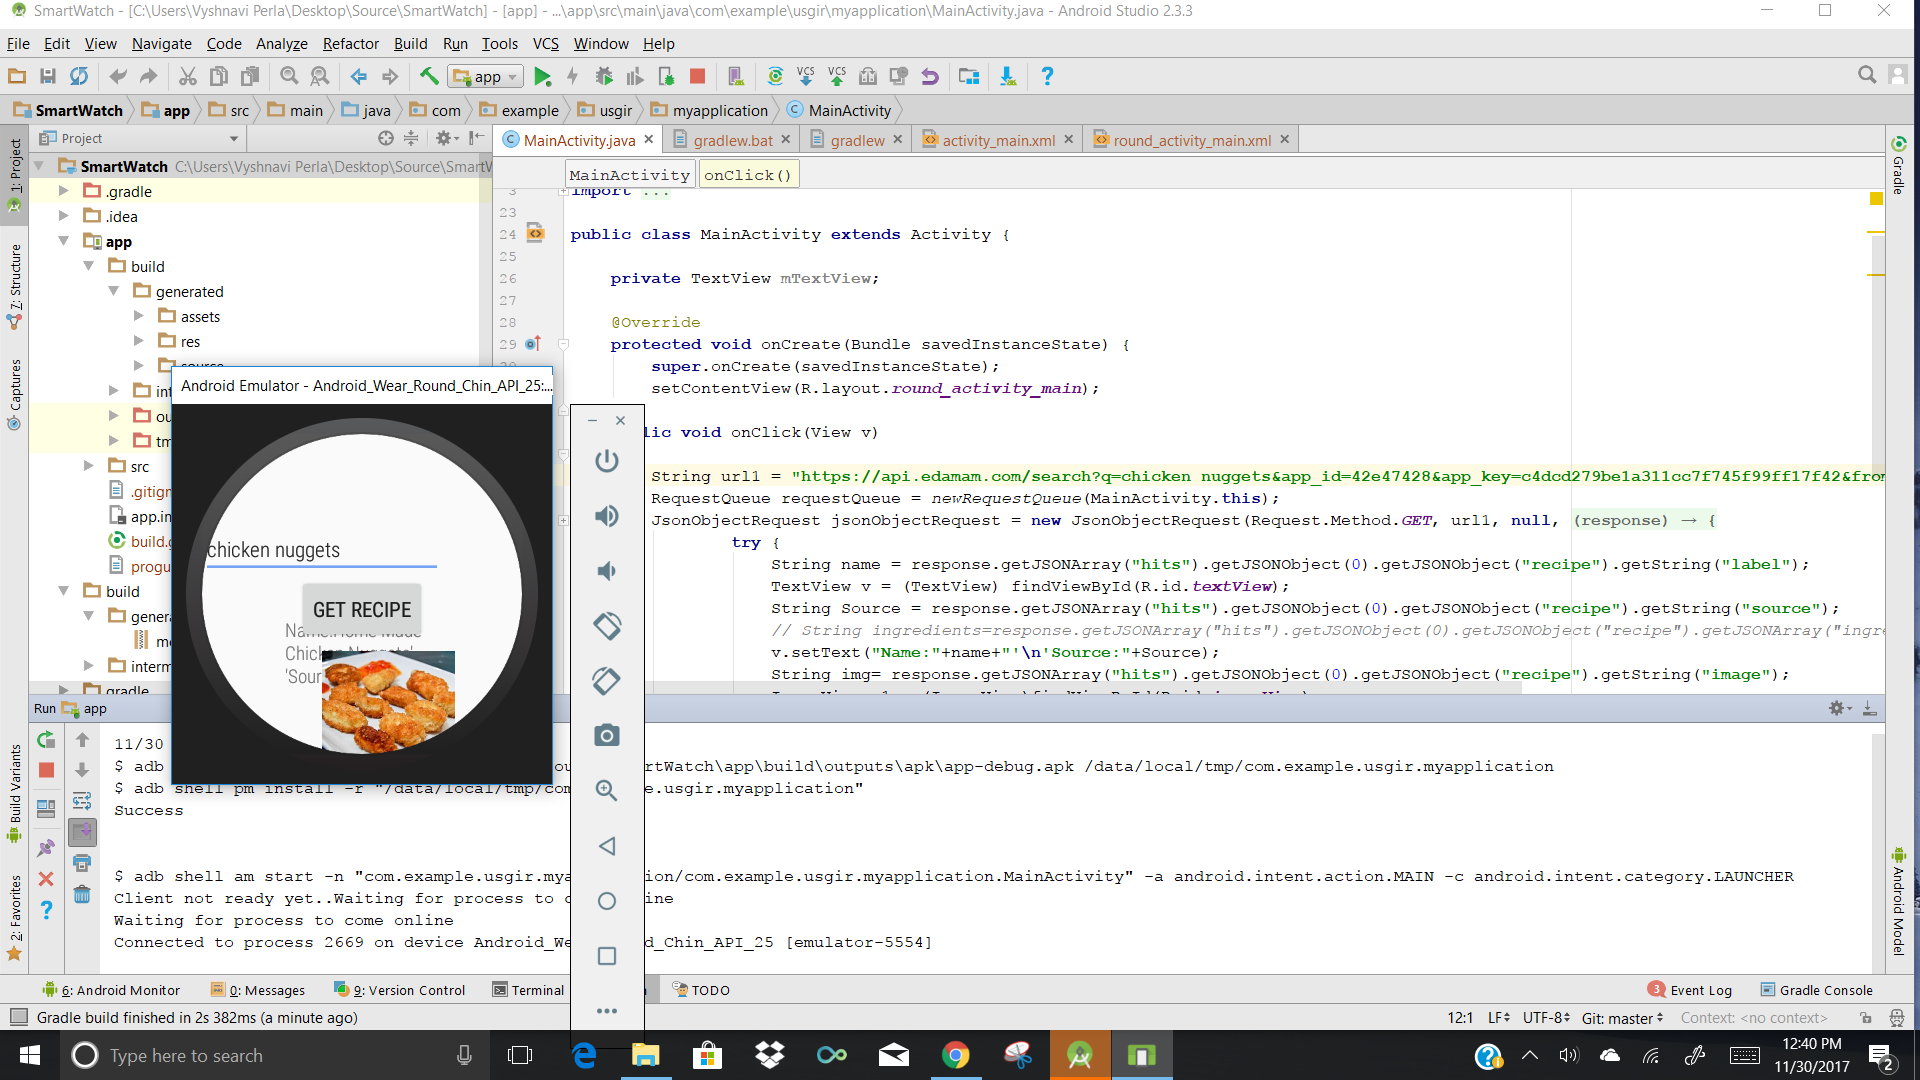 SmartWatch - [C:\Users\Vyshnavi Perla\Desktop\Source\SmartWatch] - [app] - ...\app\src\main\java\com\example\usgir\myapplication\MainActivity.java - Android Studio 2.3.3
File Edit View Navigate Code Analyze Refactor Build Run Tools VCS Window Help
app
VCS VCS
SmartWatch app src main java com example usgir myapplication MainActivity
Project
MainActivity.java gradlew.bat gradlew activity_main.xml round_activity_main.xml
1: Project
7: Structure
Captures
Build Variants
2: Favorites
Gradle
Android Model
SmartWatch C:\Users\Vyshnavi Perla\Desktop\Source\SmartW
.gradle
.idea
app
build
generated
assets
res
source
int
ou
tm
src
.gitign
app.in
build.g
progu
build
genera
me
interm
gradle
MainActivity onClick()
3 import ...
23
24 public class MainActivity extends Activity {
25
26 private TextView mTextView;
27
28 @Override
29 protected void onCreate(Bundle savedInstanceState) {
super.onCreate(savedInstanceState);
setContentView(R.layout.round_activity_main);
lic void onClick(View v)
String url1 = "https://api.edamam.com/search?q=chicken nuggets&app_id=42e47428&app_key=c4dcd279be1a311cc7f745f99ff17f42&from
RequestQueue requestQueue = newRequestQueue(MainActivity.this);
JsonObjectRequest jsonObjectRequest = new JsonObjectRequest(Request.Method.GET, url1, null, (response) → {
try {
String name = response.getJSONArray("hits").getJSONObject(0).getJSONObject("recipe").getString("label");
TextView v = (TextView) findViewById(R.id.textView);
String Source = response.getJSONArray("hits").getJSONObject(0).getJSONObject("recipe").getString("source");
// String ingredients=response.getJSONArray("hits").getJSONObject(0).getJSONObject("recipe").getJSONArray("ingre
v.setText("Name:"+name+"'\n'Source:"+Source);
String img= response.getJSONArray("hits").getJSONObject(0).getJSONObject("recipe").getString("image");
Android Emulator - Android_Wear_Round_Chin_API_25:...
chicken nuggets
GET RECIPE
Name:Home Made
Chicken Nuggets'
'Sour
Run app
11/30
$ adb ou rtWatch\app\build\outputs\apk\app-debug.apk /data/local/tmp/com.example.usgir.myapplication
$ adb shell pm install -r "/data/local/tmp/com e.usgir.myapplication"
Success
$ adb shell am start -n "com.example.usgir.mya ion/com.example.usgir.myapplication.MainActivity" -a android.intent.action.MAIN -c android.intent.category.LAUNCHER
Client not ready yet..Waiting for process to c ine
Waiting for process to come online
Connected to process 2669 on device Android_We d_Chin_API_25 [emulator-5554]
6: Android Monitor 0: Messages 9: Version Control Terminal TODO 3 Event Log Gradle Console
Gradle build finished in 2s 382ms (a minute ago) 12:1 LF UTF-8 Git: master Context: <no context>
Type here to search
12:40 PM
11/30/2017
2